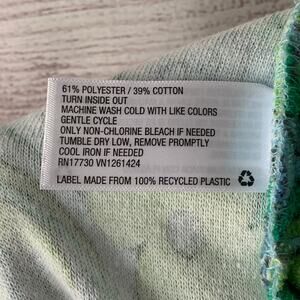 61% POLYESTER / 39% COTTON
TURN INSIDE OUT
MACHINE WASH COLD WITH LIKE COLORS
GENTLE CYCLE
ONLY NON-CHLORINE BLEACH IF NEEDED
TUMBLE DRY LOW, REMOVE PROMPTLY
COOL IRON IF NEEDED
RN17730 VN1261424
LABEL MADE FROM 100% RECYCLED PLASTIC